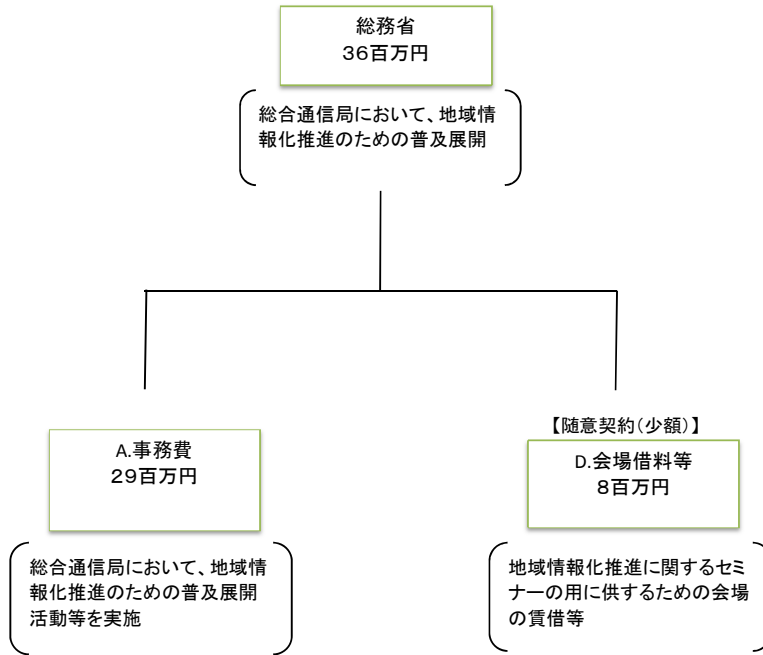 総務省
36百万円
総合通信局において、地域情
報化推進のための普及展開
【随意契約(少額)】
A.事務費
29百万円
D.会場借料等
8百万円
総合通信局において、地域情
報化推進のための普及展開
活動等を実施
地域情報化推進に関するセミ
ナーの用に供するための会場
の賃借等